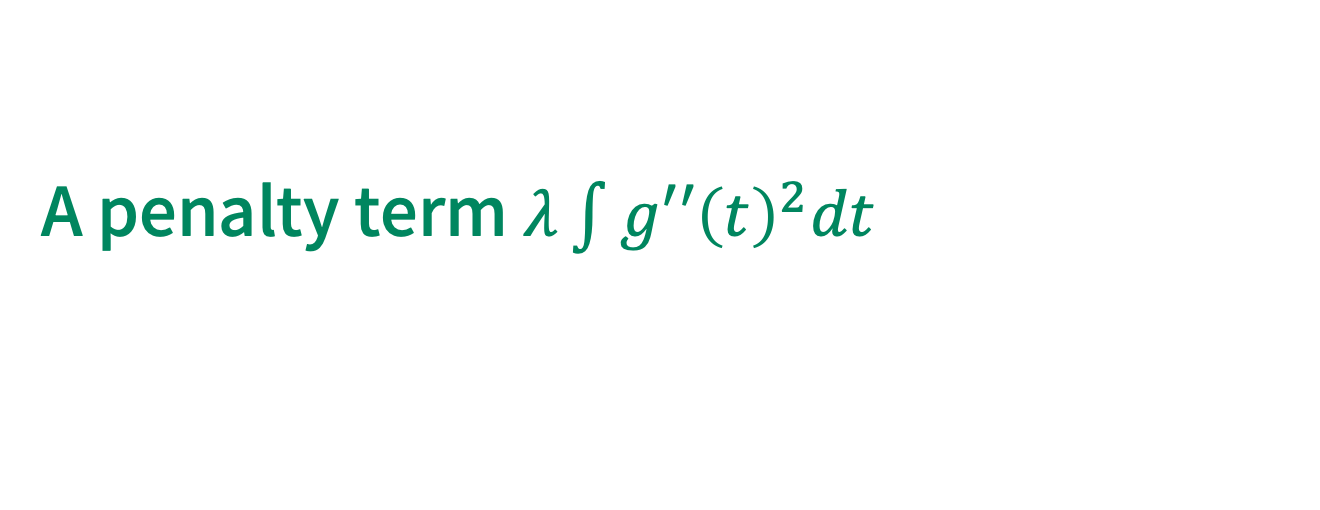 A penalty term λ ∫ g′′(t)²dt